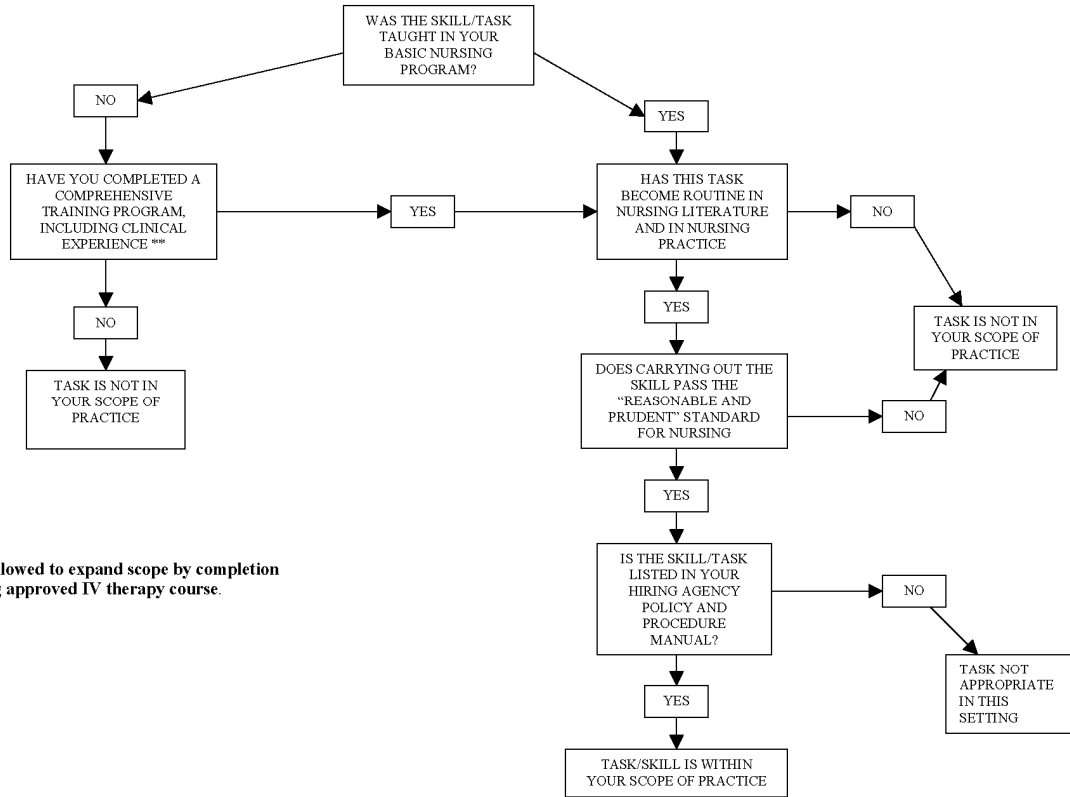 WAS THE SKILL/TASK
TAUGHT IN YOUR
BASIC NURSING
PROGRAM?
NO
YES
HAVE YOU COMPLETED A
COMPREHENSIVE
TRAINING PROGRAM,
INCLUDING CLINICAL
EXPERIENCE **
YES
HAS THIS TASK
BECOME ROUTINE IN
NURSING LITERATURE
AND IN NURSING
PRACTICE
NO
NO
YES
TASK IS NOT IN
YOUR SCOPE OF
PRACTICE
TASK IS NOT IN
YOUR SCOPE OF
PRACTICE
DOES CARRYING OUT THE
SKILL PASS THE
“REASONABLE AND
PRUDENT” STANDARD
FOR NURSING
NO
YES
lowed to expand scope by completion
approved IV therapy course.
IS THE SKILL/TASK
LISTED IN YOUR
HIRING AGENCY
POLICY AND
PROCEDURE
MANUAL?
NO
YES
TASK NOT
APPROPRIATE
IN THIS
SETTING
TASK/SKILL IS WITHIN
YOUR SCOPE OF PRACTICE